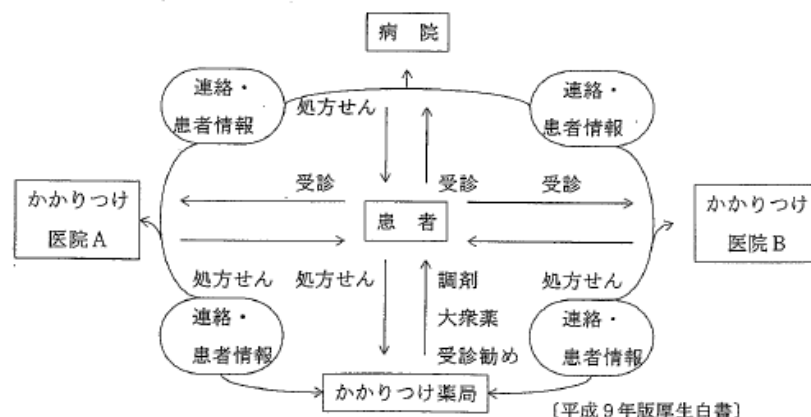 病　院
連絡・
患者情報
処方せん
連絡・
患者情報
受診
受診
受診
かかりつけ
医院A
患　者
かかりつけ
医院B
処方せん
処方せん
調剤
処方せん
連絡・
患者情報
大衆薬
受診勧め
連絡・
患者情報
かかりつけ薬局
〔平成9年版厚生白書〕